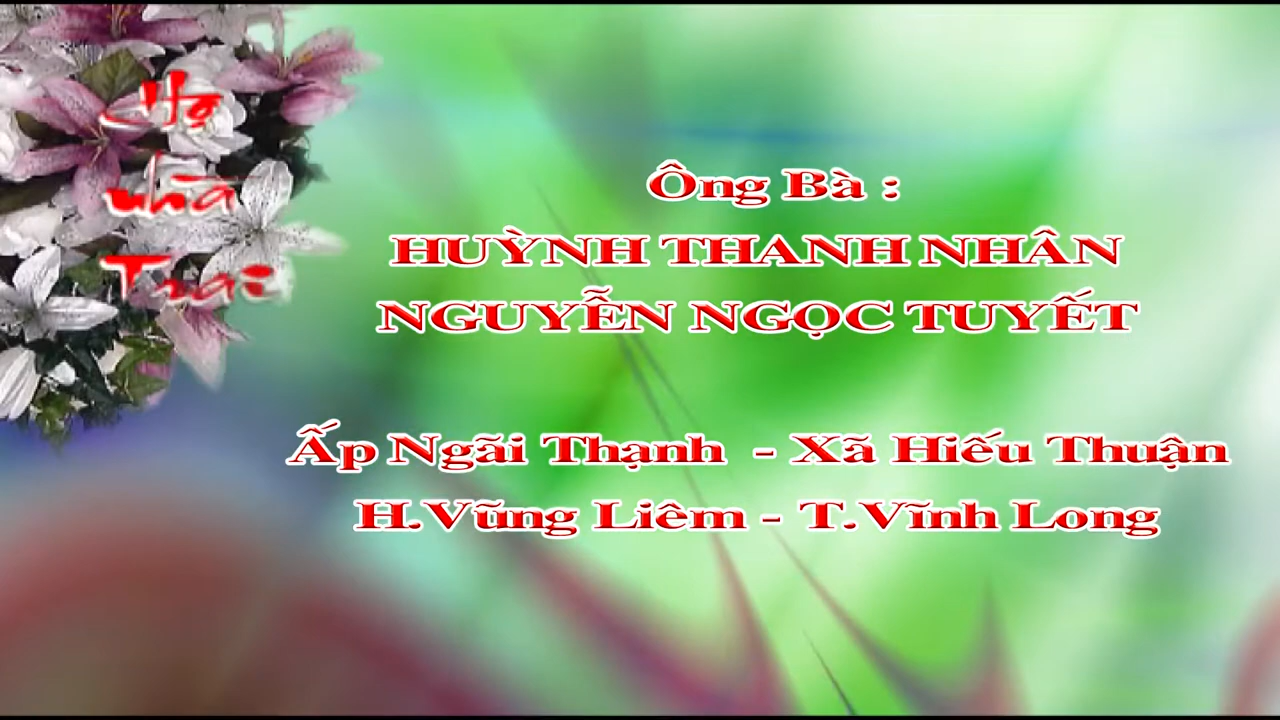 Họ
nhà
Trai
Ông Bà :
HUỲNH THANH NHÂN
NGUYỄN NGỌC TUYẾT
Ấp Ngãi Thạnh - Xã Hiếu Thuận
H.Vũng Liêm - T.Vĩnh Long